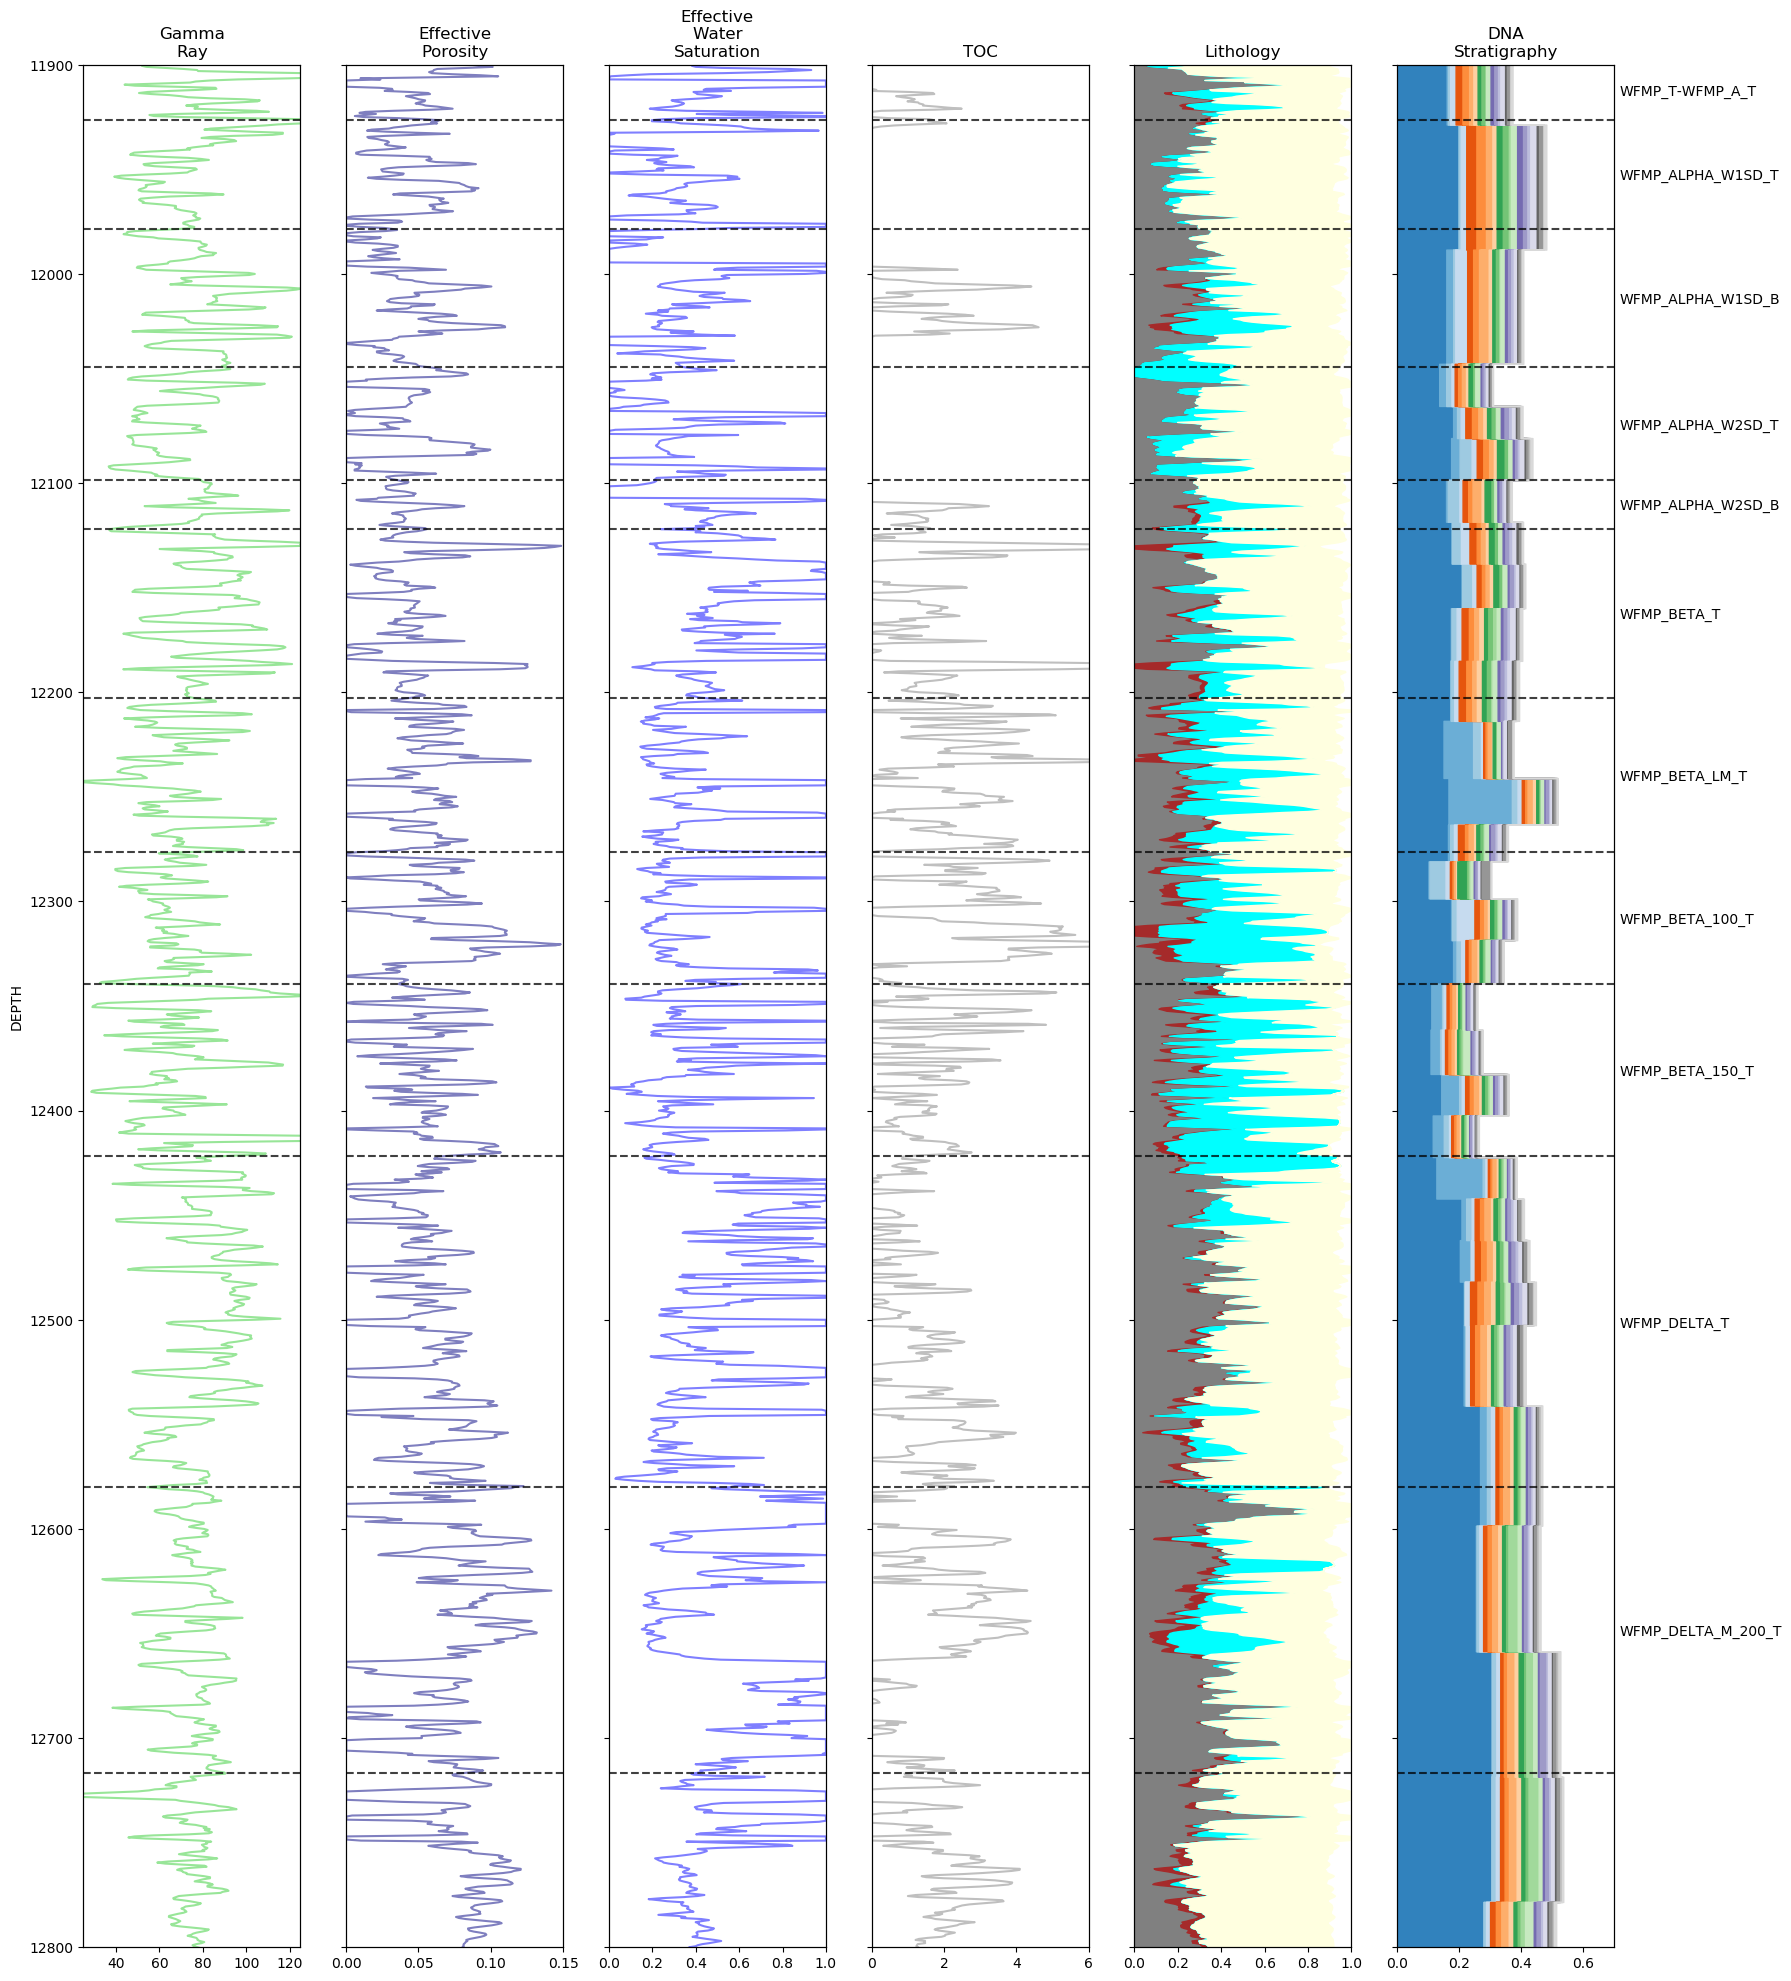 Gamma
Ray
Effective
Porosity
Effective
Water
Saturation
TOC
Lithology
DNA
Stratigraphy
DEPTH
11900
12000
12100
12200
12300
12400
12500
12600
12700
12800
40 60 80 100 120
0.00 0.05 0.10 0.15
0.0 0.2 0.4 0.6 0.8 1.0
0 2 4 6
0.0 0.2 0.4 0.6 0.8 1.0
0.0 0.2 0.4 0.6
WFMP_T-WFMP_A_T
WFMP_ALPHA_W1SD_T
WFMP_ALPHA_W1SD_B
WFMP_ALPHA_W2SD_T
WFMP_ALPHA_W2SD_B
WFMP_BETA_T
WFMP_BETA_LM_T
WFMP_BETA_100_T
WFMP_BETA_150_T
WFMP_DELTA_T
WFMP_DELTA_M_200_T